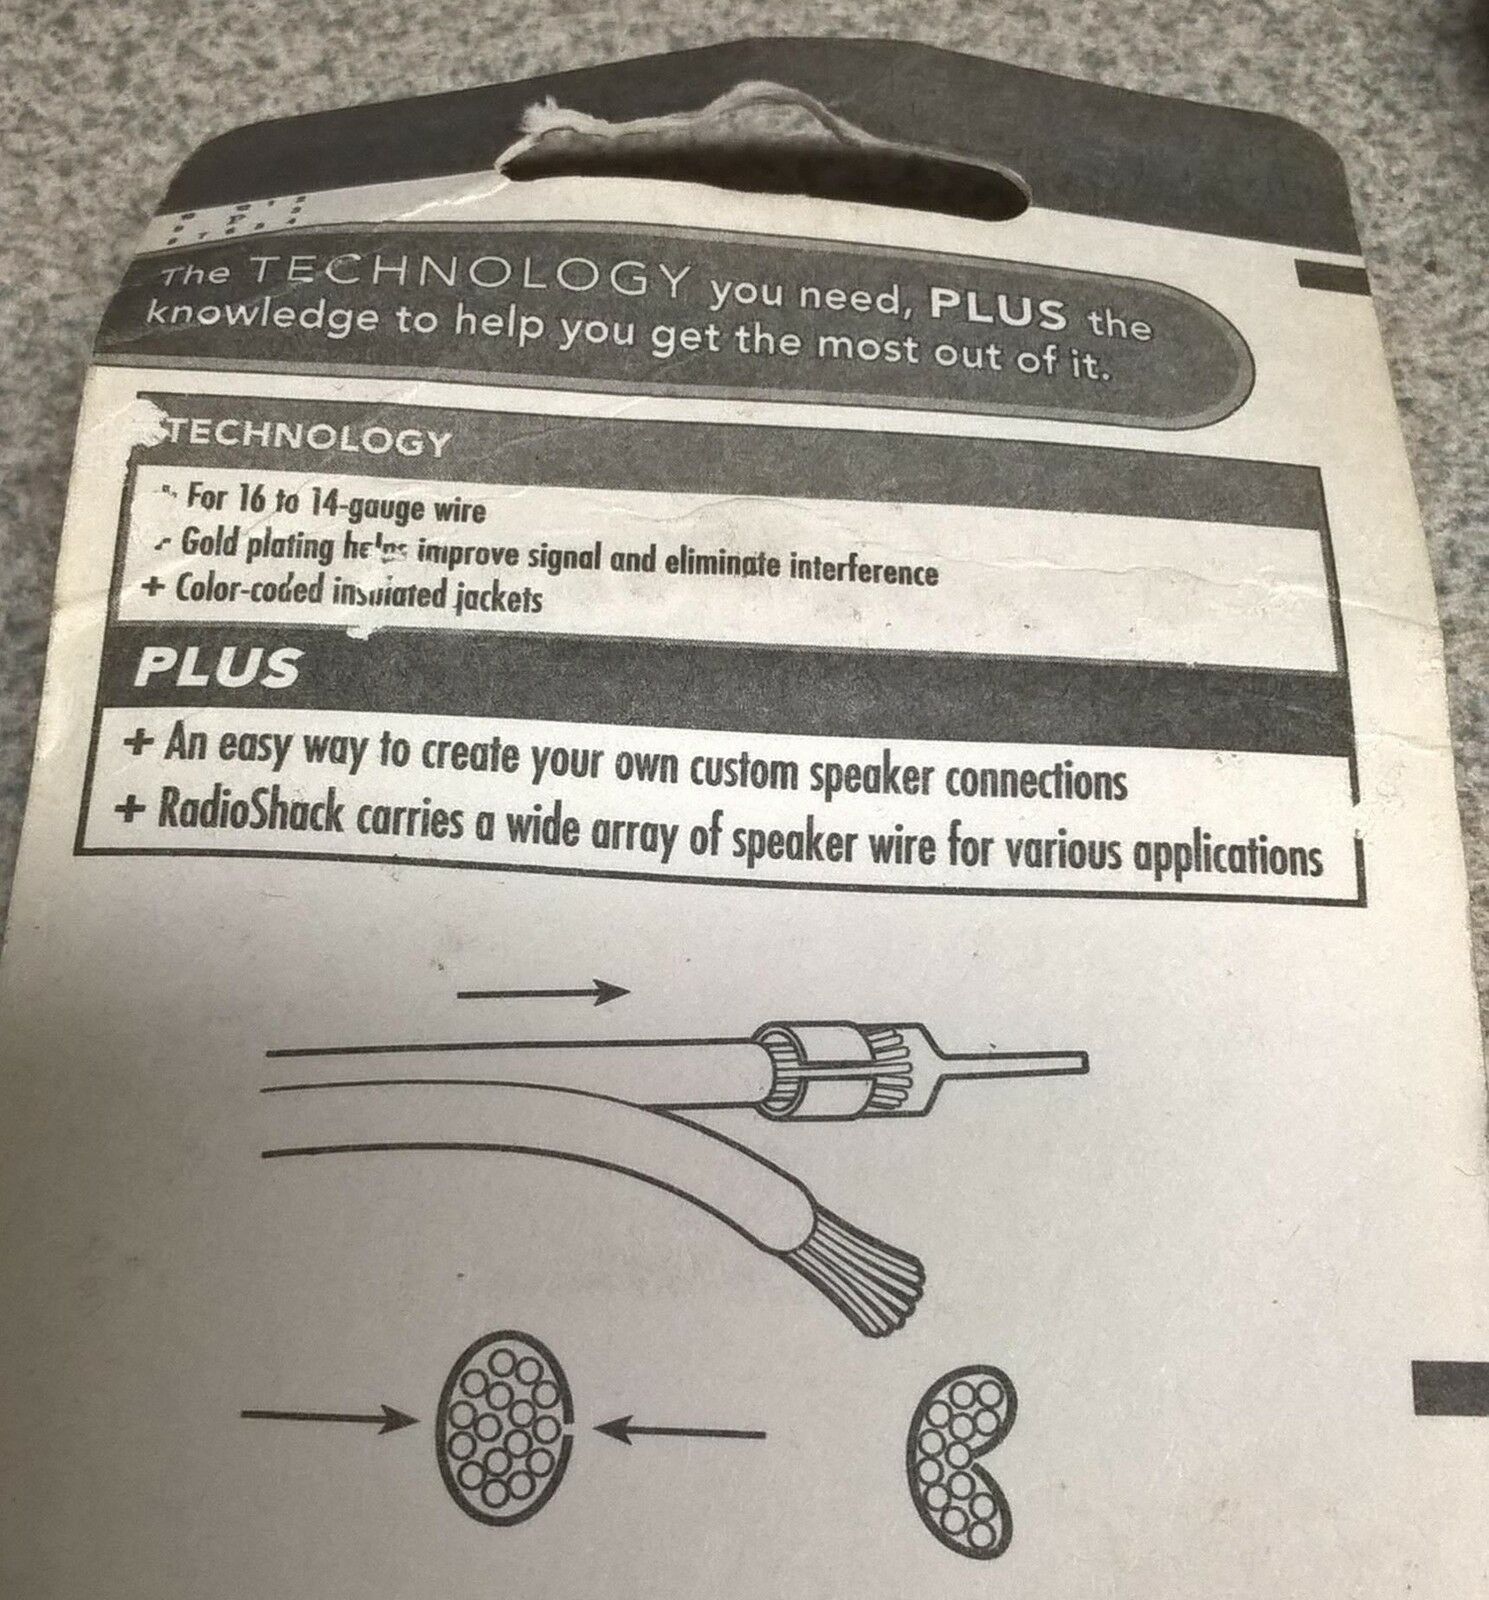 The TECHNOLOGY you need, PLUS the
knowledge to help you get the most out of it.
TECHNOLOGY
For 16 to 14-gauge wire
Gold plating helps improve signal and eliminate interference
+ Color-coded insulated jackets
PLUS
+ An easy way to create your own custom speaker connections
+ RadioShack carries a wide array of speaker wire for various applications